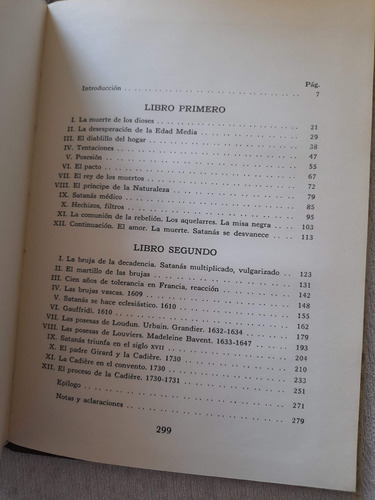 Pág.
Introducción . . . . . . . . . . . . . . . . . . . . 7
LIBRO PRIMERO
I. La muerte de los dioses . . . . . . . . . . . . . . 21
II. La desesperación de la Edad Media . . . . . . . . . . 29
III. El diablillo del hogar . . . . . . . . . . . . . . 38
IV. Tentaciones . . . . . . . . . . . . . . . . . . 47
V. Posesión . . . . . . . . . . . . . . . . . . . 55
VI. El pacto . . . . . . . . . . . . . . . . . . . 67
VII. El rey de los muertos . . . . . . . . . . . . . . 72
VIII. El príncipe de la Naturaleza . . . . . . . . . . . . 79
IX. Satanás médico . . . . . . . . . . . . . . . . . 85
X. Hechizos, filtros . . . . . . . . . . . . . . . . 95
XI. La comunión de la rebelión. Los aquelarres. La misa negra . 103
XII. Continuación. El amor. La muerte. Satanás se desvanece . . 113
LIBRO SEGUNDO
I. La bruja de la decadencia. Satanás multiplicado, vulgarizado . . 123
II. El martillo de las brujas . . . . . . . . . . . . . 131
III. Cien años de tolerancia en Francia, reacción . . . . . . 142
IV. Las brujas vascas. 1609 . . . . . . . . . . . . . . 148
V. Satanás se hace eclesiástico. 1610 . . . . . . . . . . 155
VI. Gauffridi. 1610 . . . . . . . . . . . . . . . . . 162
VII. Las posesas de Loudun. Urbain. Grandier. 1632-1634 . . . . 179
VIII. Las posesas de Louviers. Madeleine Bavent. 1633-1647 . . . 193
IX. Satanás triunfa en el siglo XVII . . . . . . . . . . . 204
X. El padre Girard y la Cadière. 1730 . . . . . . . . . . 210
XI. La Cadière en el convento. 1730 . . . . . . . . . . . 233
XII. El proceso de la Cadière. 1730-1731 . . . . . . . . . 251
Epílogo . . . . . . . . . . . . . . . . . . . . 271
Notas y aclaraciones . . . . . . . . . . . . . . . 279
299